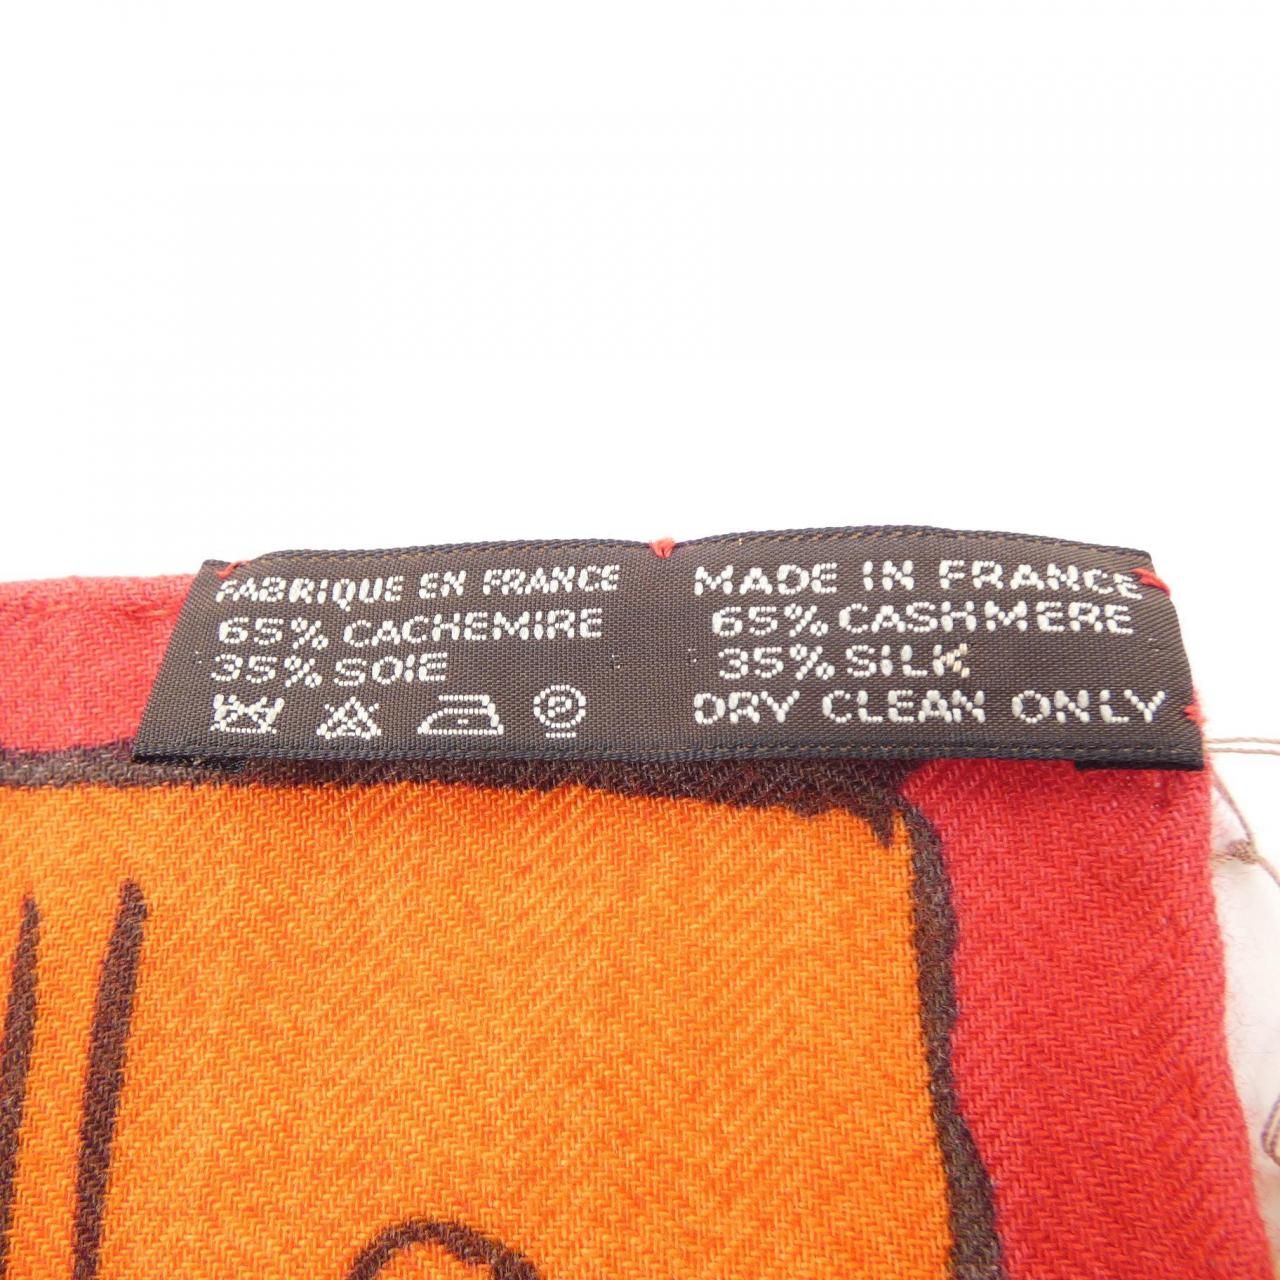 FABRIQUE EN FRANCE
65% CACHEMIRE
35% SOIE
P
MADE IN FRANCE
65% CASHMERE
35% SILK
DRY CLEAN ONLY